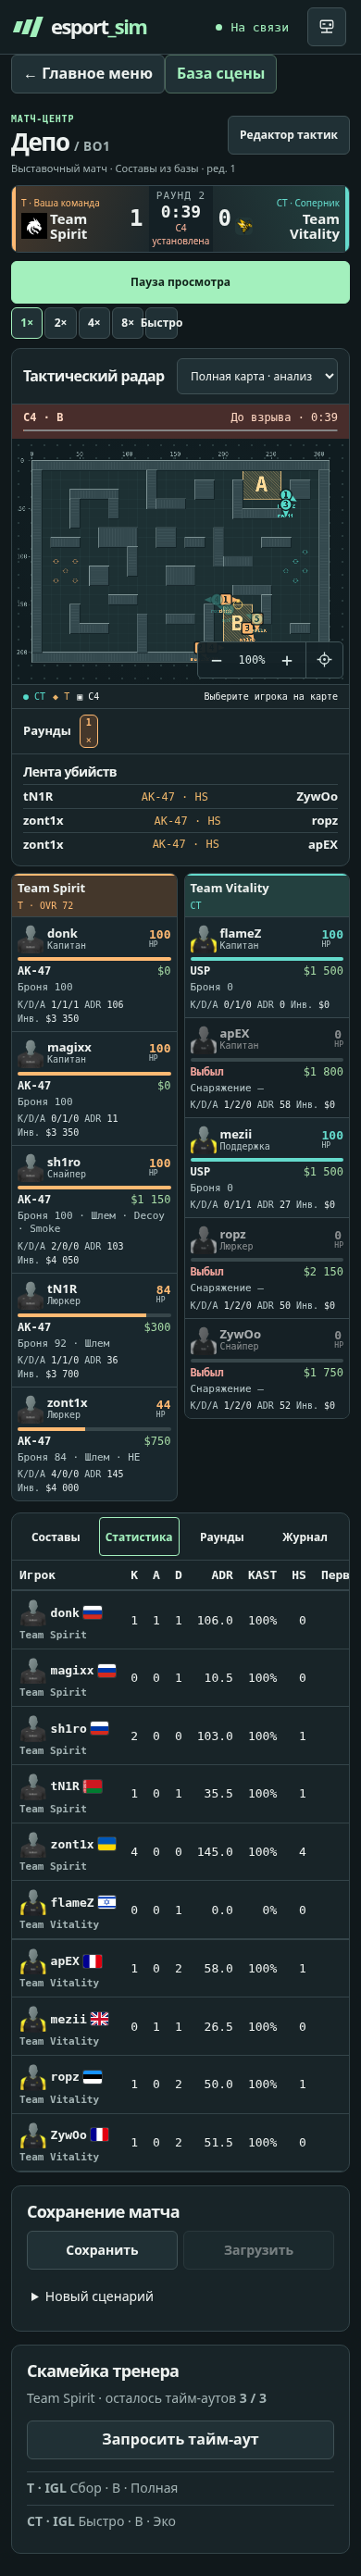 esport_sim
На связи
← Главное меню
База сцены
МАТЧ-ЦЕНТР
Депо / BO1
Редактор тактик
Выставочный матч · Составы из базы · ред. 1
T · Ваша команда
Team Spirit
1
РАУНД 2
0:39
C4 установлена
0
CT · Соперник
Team Vitality
Пауза просмотра
1×
2×
4×
8×
Быстро
Тактический радар
Полная карта · анализ
C4 · B
До взрыва · 0:39
0 50 100 150 200 250 300
A
1
3
50
100
150
200
1
5
3
B
− 100% +
● CT ◆ T ▣ C4
Выберите игрока на карте
Раунды
1
×
Лента убийств
tN1R AK-47 · HS ZywOo
zont1x AK-47 · HS ropz
zont1x AK-47 · HS apEX
Team Spirit
T · OVR 72
donk
Капитан
100
HP
AK-47 $0
Броня 100
K/D/A 1/1/1 ADR 106
Инв. $3 350
magixx
Капитан
100
HP
AK-47 $0
Броня 100
K/D/A 0/1/0 ADR 11
Инв. $3 350
sh1ro
Снайпер
100
HP
AK-47 $1 150
Броня 100 · Шлем · Decoy
· Smoke
K/D/A 2/0/0 ADR 103
Инв. $4 050
tN1R
Люркер
84
HP
AK-47 $300
Броня 92 · Шлем
K/D/A 1/1/0 ADR 36
Инв. $3 700
zont1x
Люркер
44
HP
AK-47 $750
Броня 84 · Шлем · HE
K/D/A 4/0/0 ADR 145
Инв. $4 000
Team Vitality
CT
flameZ
Капитан
100
HP
USP $1 500
Броня 0
K/D/A 0/1/0 ADR 0 Инв. $0
apEX
Капитан
0
HP
Выбыл $1 800
Снаряжение —
K/D/A 1/2/0 ADR 58 Инв. $0
mezii
Поддержка
100
HP
USP $1 500
Броня 0
K/D/A 0/1/1 ADR 27 Инв. $0
ropz
Люркер
0
HP
Выбыл $2 150
Снаряжение —
K/D/A 1/2/0 ADR 50 Инв. $0
ZywOo
Снайпер
0
HP
Выбыл $1 750
Снаряжение —
K/D/A 1/2/0 ADR 52 Инв. $0
Составы
Статистика
Раунды
Журнал
Игрок K A D ADR KAST HS Перв
donk 1 1 1 106.0 100% 0
Team Spirit
magixx 0 0 1 10.5 100% 0
Team Spirit
sh1ro 2 0 0 103.0 100% 1
Team Spirit
tN1R 1 0 1 35.5 100% 1
Team Spirit
zont1x 4 0 0 145.0 100% 4
Team Spirit
flameZ 0 0 1 0.0 0% 0
Team Vitality
apEX 1 0 2 58.0 100% 1
Team Vitality
mezii 0 1 1 26.5 100% 0
Team Vitality
ropz 1 0 2 50.0 100% 1
Team Vitality
ZywOo 1 0 2 51.5 100% 0
Team Vitality
Сохранение матча
Сохранить
Загрузить
▶ Новый сценарий
Скамейка тренера
Team Spirit · осталось тайм-аутов 3 / 3
Запросить тайм-аут
T · IGL Сбор · B · Полная
CT · IGL Быстро · B · Эко